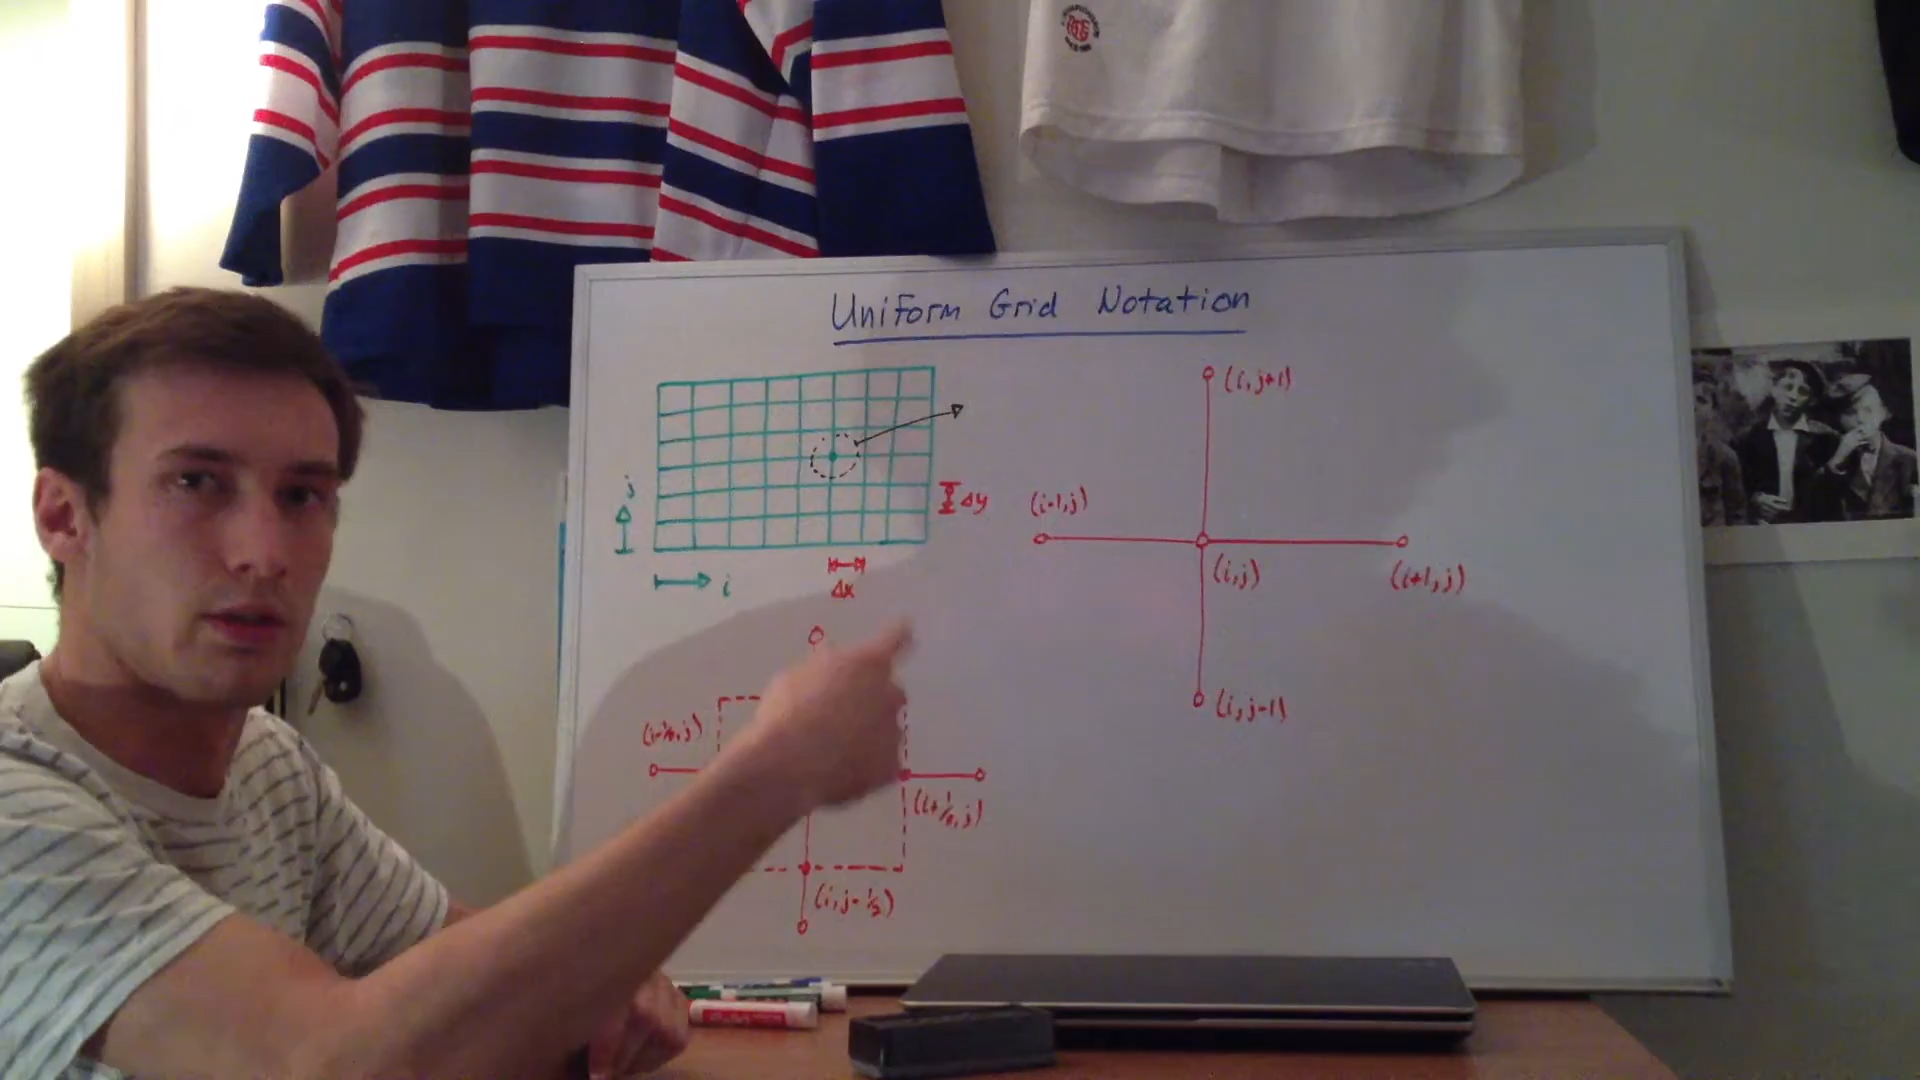 Uniform Grid Notation
(i, j+1)
j
Δy
(i-1, j)
(i, j)
(i+1, j)
i
Δx
(i, j-1)
(i-½, j)
(i+½, j)
(i, j-½)